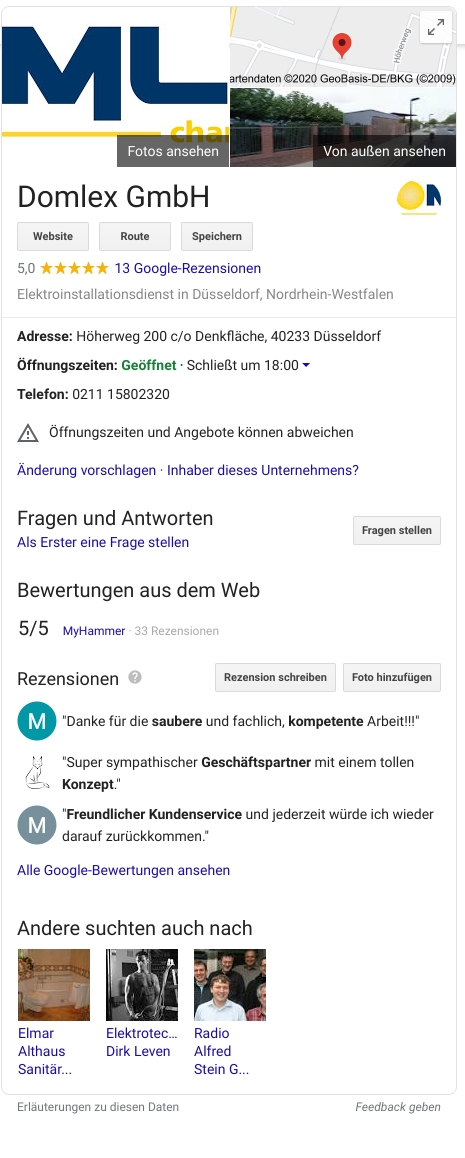 ML
char
Höherweg
artendaten ©2020 GeoBasis-DE/BKG (©2009)
Fotos ansehen
Von außen ansehen
Domlex GmbH
Website
Route
Speichern
5,0 ★★★★★ 13 Google-Rezensionen
Elektroinstallationsdienst in Düsseldorf, Nordrhein-Westfalen
Adresse: Höherweg 200 c/o Denkfläche, 40233 Düsseldorf
Öffnungszeiten: Geöffnet · Schließt um 18:00
Telefon: 0211 15802320
Öffnungszeiten und Angebote können abweichen
Änderung vorschlagen · Inhaber dieses Unternehmens?
Fragen und Antworten
Als Erster eine Frage stellen
Fragen stellen
Bewertungen aus dem Web
5/5 MyHammer · 33 Rezensionen
Rezensionen ?
Rezension schreiben
Foto hinzufügen
M
"Danke für die saubere und fachlich, kompetente Arbeit!!!"
"Super sympathischer Geschäftspartner mit einem tollen
Konzept."
M
"Freundlicher Kundenservice und jederzeit würde ich wieder
darauf zurückkommen."
Alle Google-Bewertungen ansehen
Andere suchten auch nach
Elmar
Althaus
Sanitär...
Elektrotec...
Dirk Leven
Radio
Alfred
Stein G...
Erläuterungen zu diesen Daten
Feedback geben